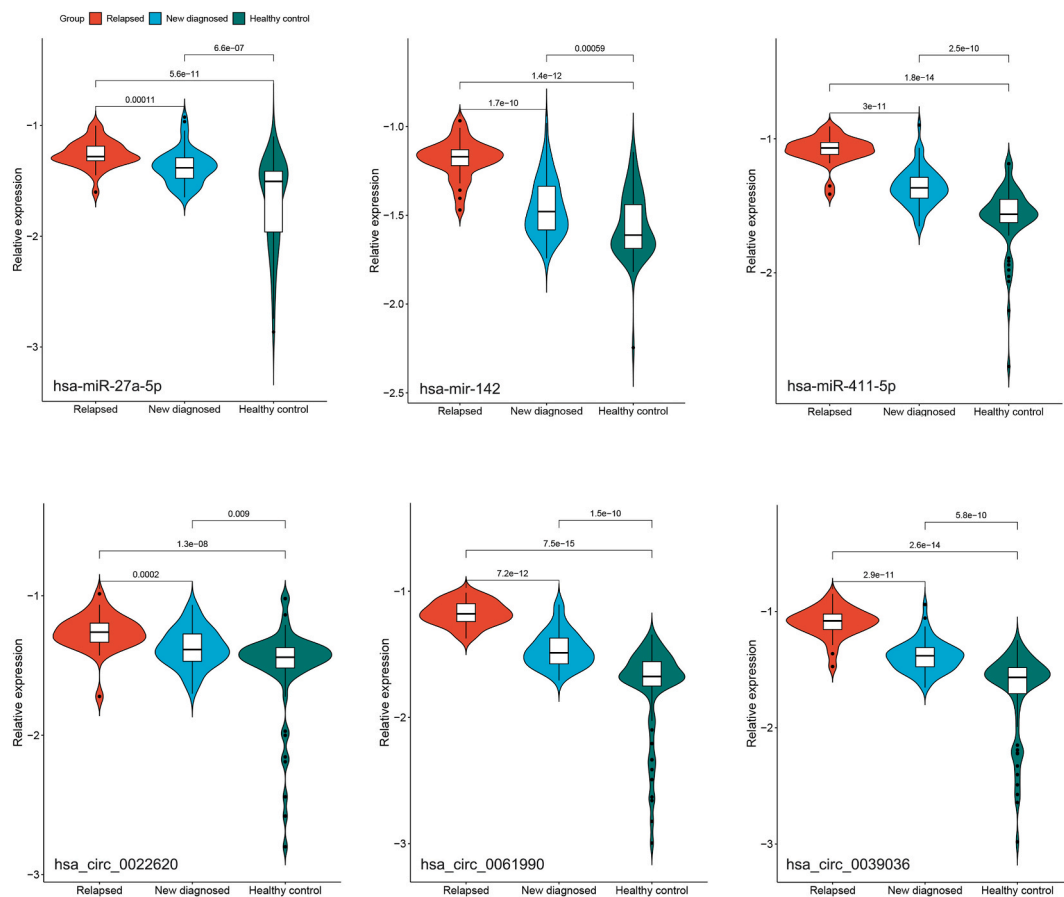 Group Relapsed New diagnosed Healthy control
6.6e−07
5.6e−11
0.00011
−1
−2
−3
Relative expression
hsa-miR-27a-5p
Relapsed New diagnosed Healthy control
0.00059
1.4e−12
1.7e−10
−1.0
−1.5
−2.0
−2.5
Relative expression
hsa-mir-142
Relapsed New diagnosed Healthy control
2.5e−10
1.8e−14
3e−11
−1
−2
Relative expression
hsa-miR-411-5p
Relapsed New diagnosed Healthy control
0.009
1.3e−08
0.0002
−1
−2
−3
Relative expression
hsa_circ_0022620
Relapsed New diagnosed Healthy control
1.5e−10
7.5e−15
7.2e−12
−1
−2
−3
Relative expression
hsa_circ_0061990
Relapsed New diagnosed Healthy control
5.8e−10
2.6e−14
2.9e−11
−1
−2
−3
Relative expression
hsa_circ_0039036
Relapsed New diagnosed Healthy control